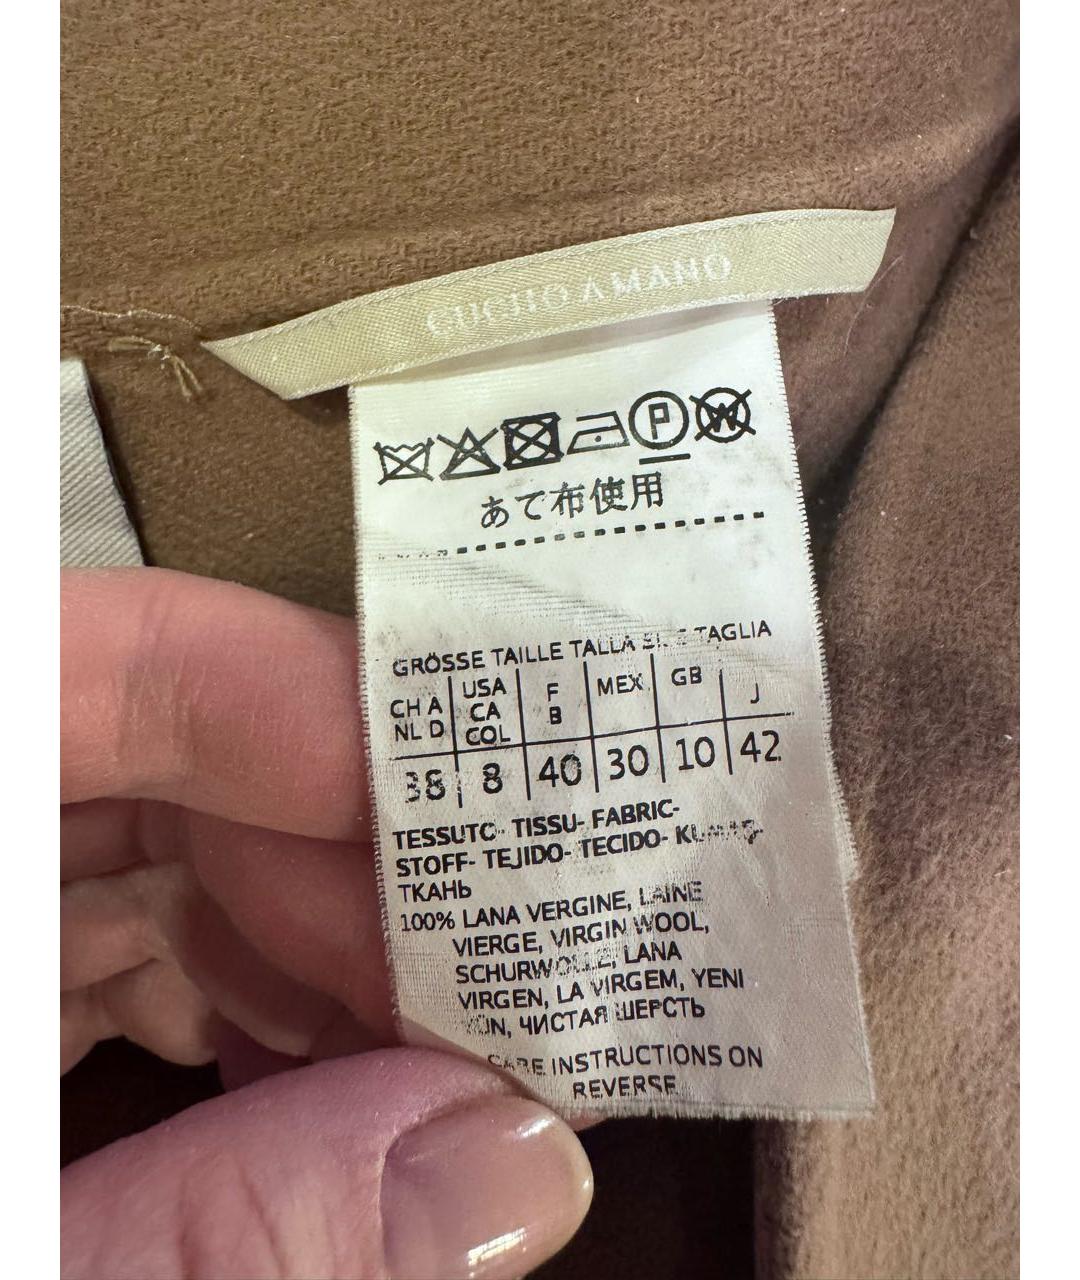 CUCITO A MANO
P W
あて布使用
GRÖSSE TAILLE TALLA TAGLIA
CH A USA F MEX GB J
NL D CA B
COL
38 8 40 30 10 42
TESSUTO- TISSU- FABRIC-
STOFF- TEJIDO- TECIDO-
ТКАНЬ
100% LANA VERGINE, LAINE
VIERGE, VIRGIN WOOL,
SCHURWOLLE, LANA
VIRGEN, LA VIRGEM, YENI
YÜN, ЧИСТАЯ ШЕРСТЬ
CARE INSTRUCTIONS ON
REVERSE